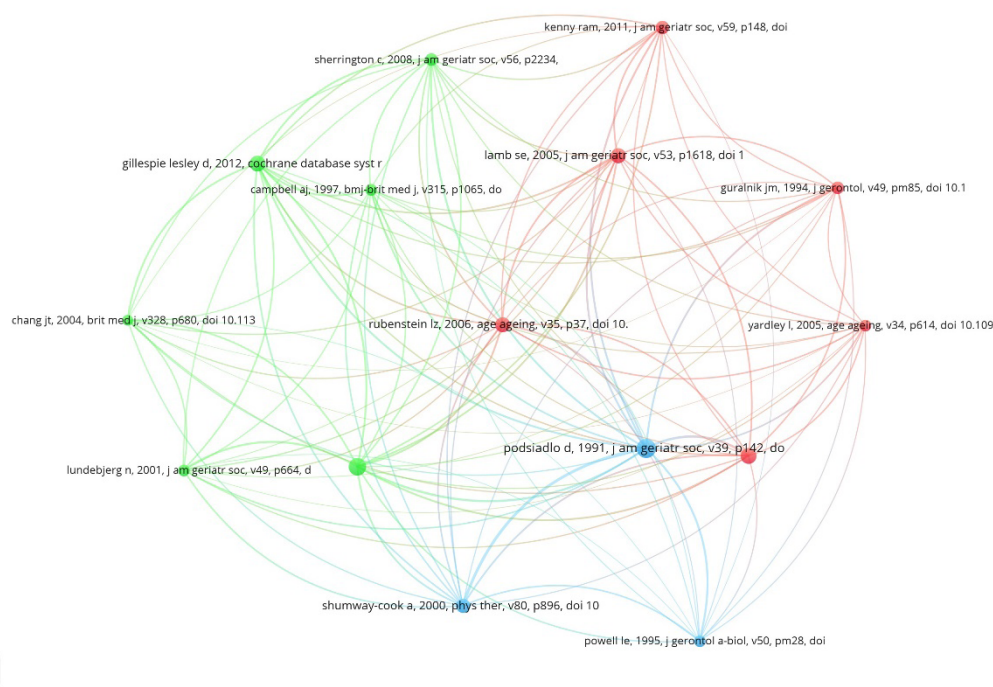 kenny ram, 2011, j am geriatr soc, v59, p148, doi
sherrington c, 2008, j am geriatr soc, v56, p2234,
lamb se, 2005, j am geriatr soc, v53, p1618, doi 1
gillespie lesley d, 2012, cochrane database syst r
campbell aj, 1997, bmj-brit med j, v315, p1065, do
guralnik jm, 1994, j gerontol, v49, pm85, doi 10.1
chang jt, 2004, brit med j, v328, p680, doi 10.113
rubenstein lz, 2006, age ageing, v35, p37, doi 10.
yardley l, 2005, age ageing, v34, p614, doi 10.109
podsiadlo d, 1991, j am geriatr soc, v39, p142, do
lundebjerg n, 2001, j am geriatr soc, v49, p664, d
shumway-cook a, 2000, phys ther, v80, p896, doi 10
powell le, 1995, j gerontol a-biol, v50, pm28, doi